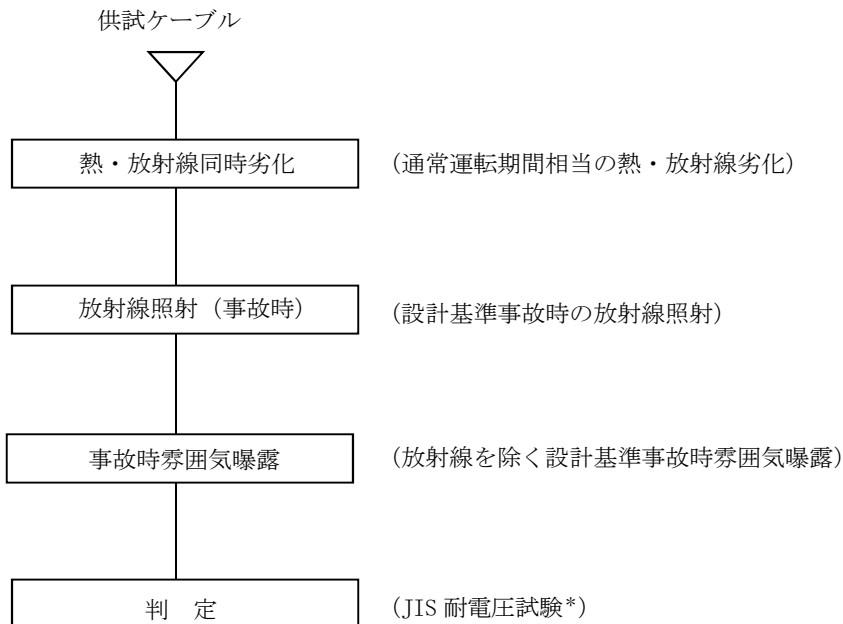 供試ケーブル
熱・放射線同時劣化
(通常運転期間相当の熱・放射線劣化)
放射線照射（事故時）
(設計基準事故時の放射線照射)
事故時雰囲気曝露
(放射線を除く設計基準事故時雰囲気曝露)
判　定
(JIS 耐電圧試験*)